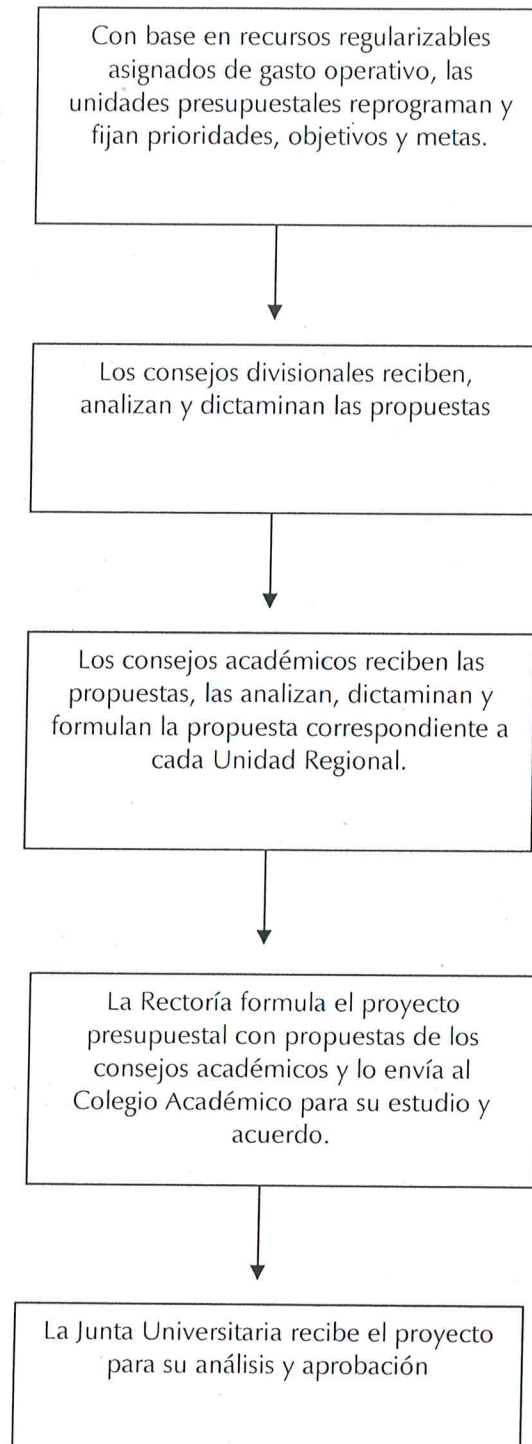 Con base en recursos regularizables
asignados de gasto operativo, las
unidades presupuestales reprograman y
fijan prioridades, objetivos y metas.
Los consejos divisionales reciben,
analizan y dictaminan las propuestas
Los consejos académicos reciben las
propuestas, las analizan, dictaminan y
formulan la propuesta correspondiente a
cada Unidad Regional.
La Rectoría formula el proyecto
presupuestal con propuestas de los
consejos académicos y lo envía al
Colegio Académico para su estudio y
acuerdo.
La Junta Universitaria recibe el proyecto
para su análisis y aprobación